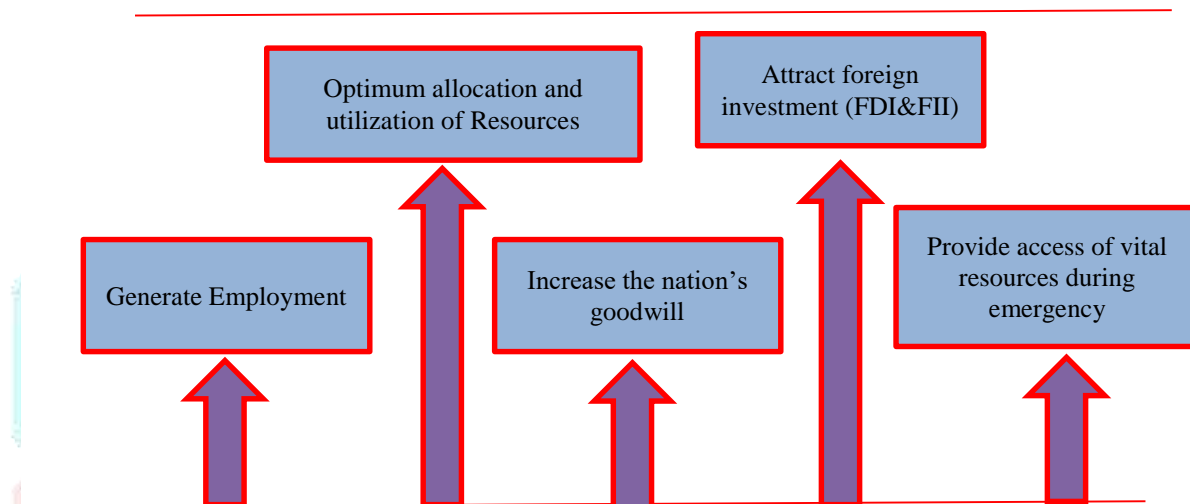 Generate Employment
Optimum allocation and
utilization of Resources
Increase the nation’s
goodwill
Attract foreign
investment (FDI&FII)
Provide access of vital
resources during
emergency